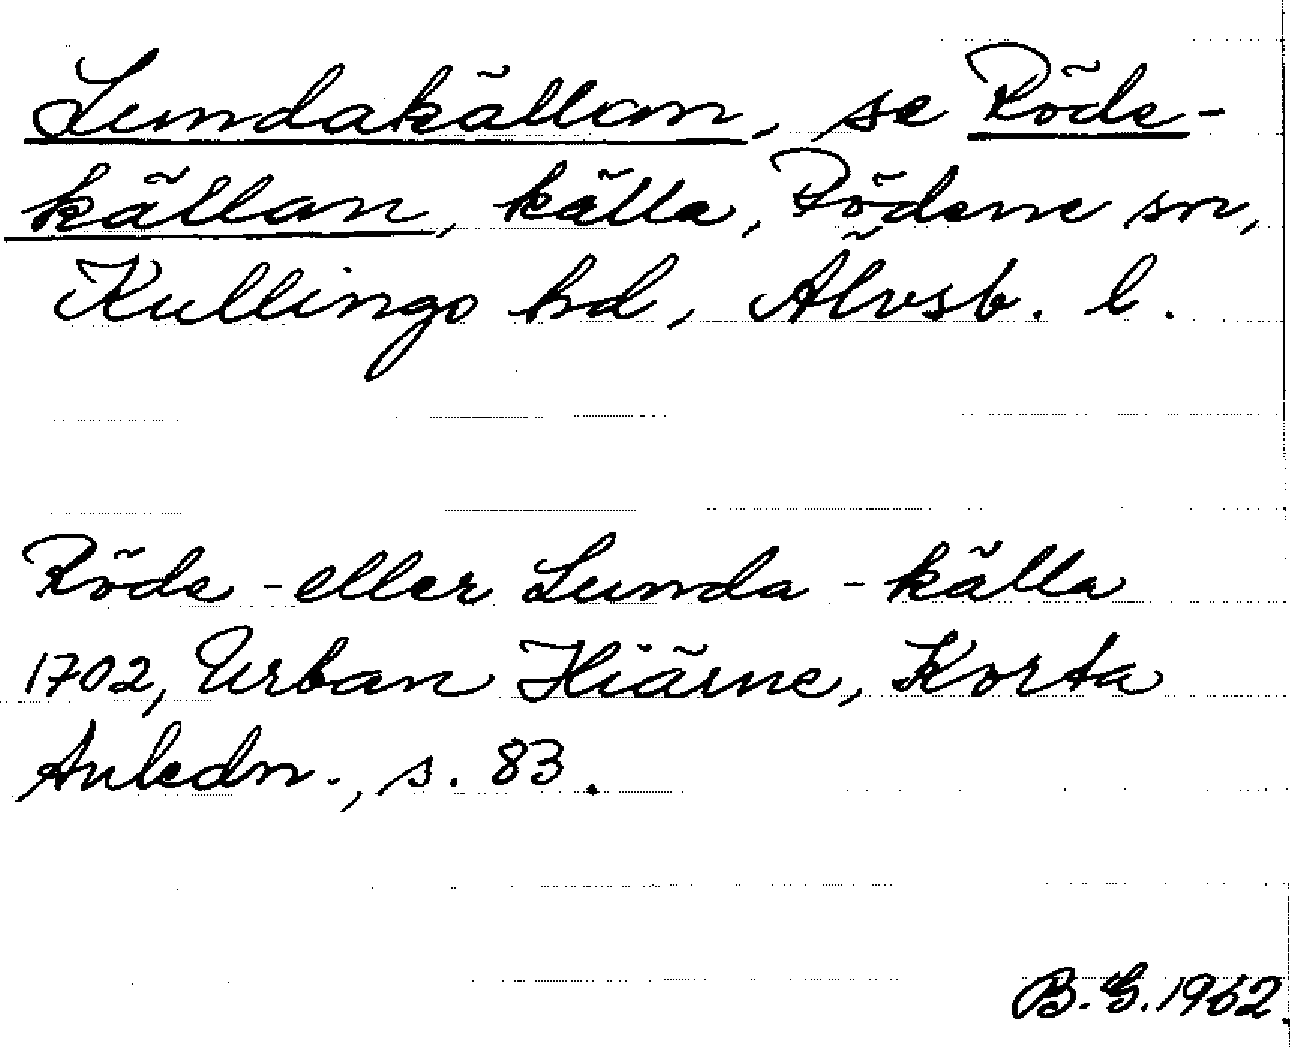 Lundakällan, se Röde-
källan, källa, Rödene sn,
Kullings hd, Älvsb. l.
Röde - eller Lunda - källa
1702, Urban Hiärne, Korta
Anledn., s. 83.
B.G. 1962.